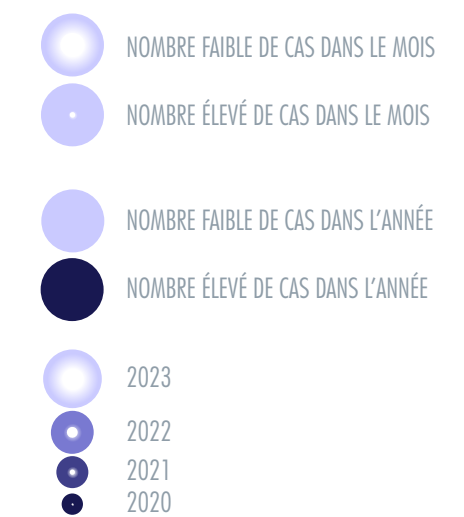 NOMBRE FAIBLE DE CAS DANS LE MOIS
NOMBRE ÉLEVÉ DE CAS DANS LE MOIS
NOMBRE FAIBLE DE CAS DANS L'ANNÉE
NOMBRE ÉLEVÉ DE CAS DANS L'ANNÉE
2023
2022
2021
2020